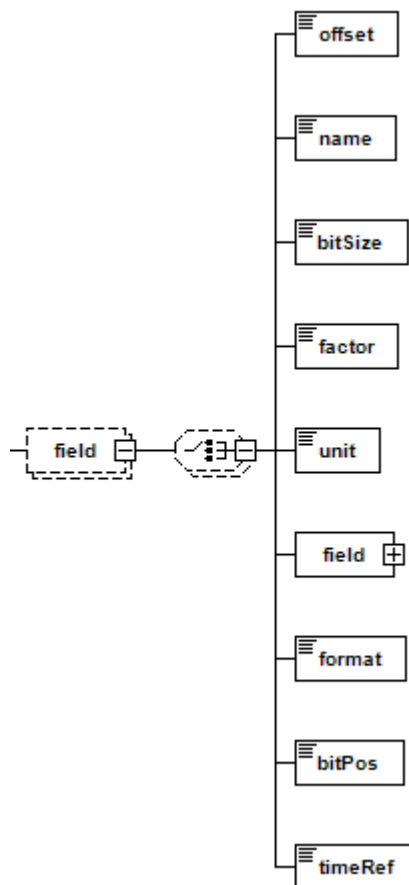 offset
name
bitSize
factor
field
unit
field
format
bitPos
timeRef